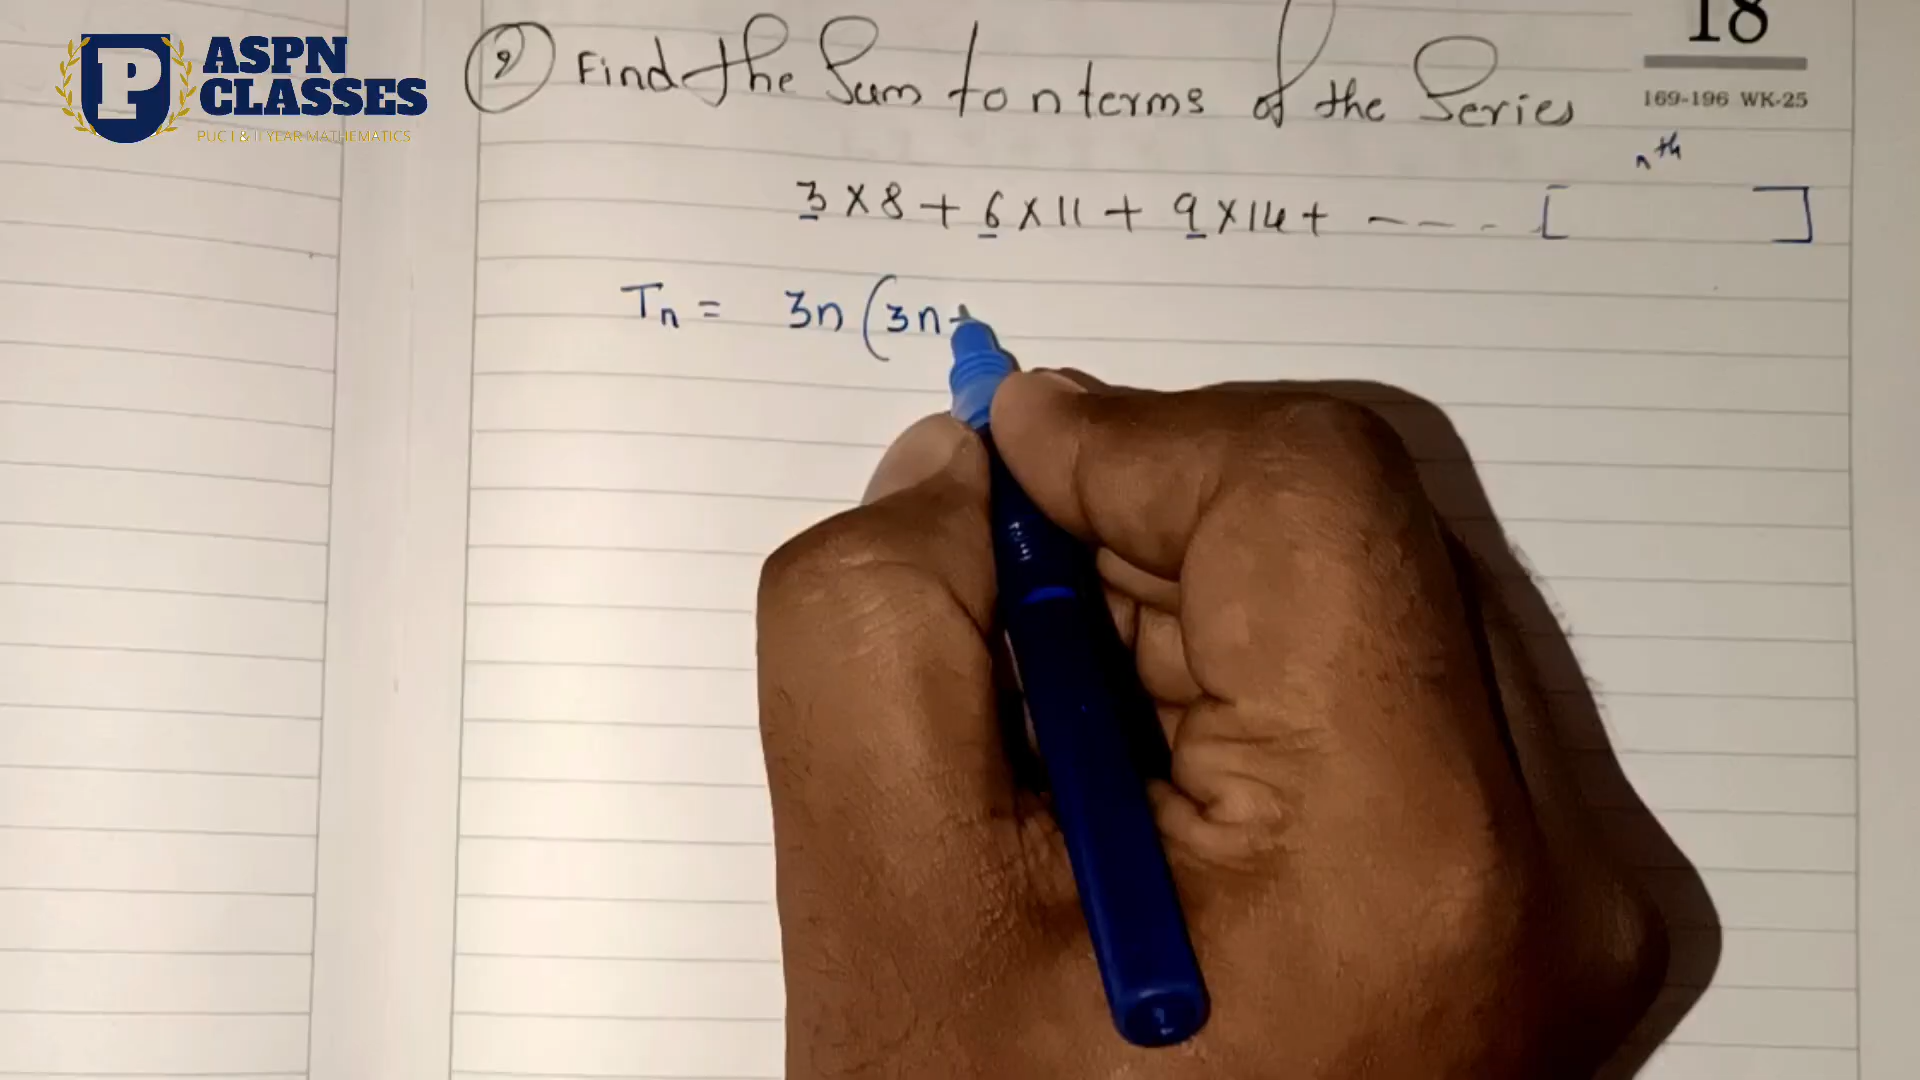 ASPN
CLASSES
PUC I & II YEAR MATHEMATICS
P
18
169-196 WK-25
② Find the Sum to n terms of the Series
nth
3 × 8 + 6 × 11 + 9 × 14 + - - - - [ ]
Tn = 3n (3n+